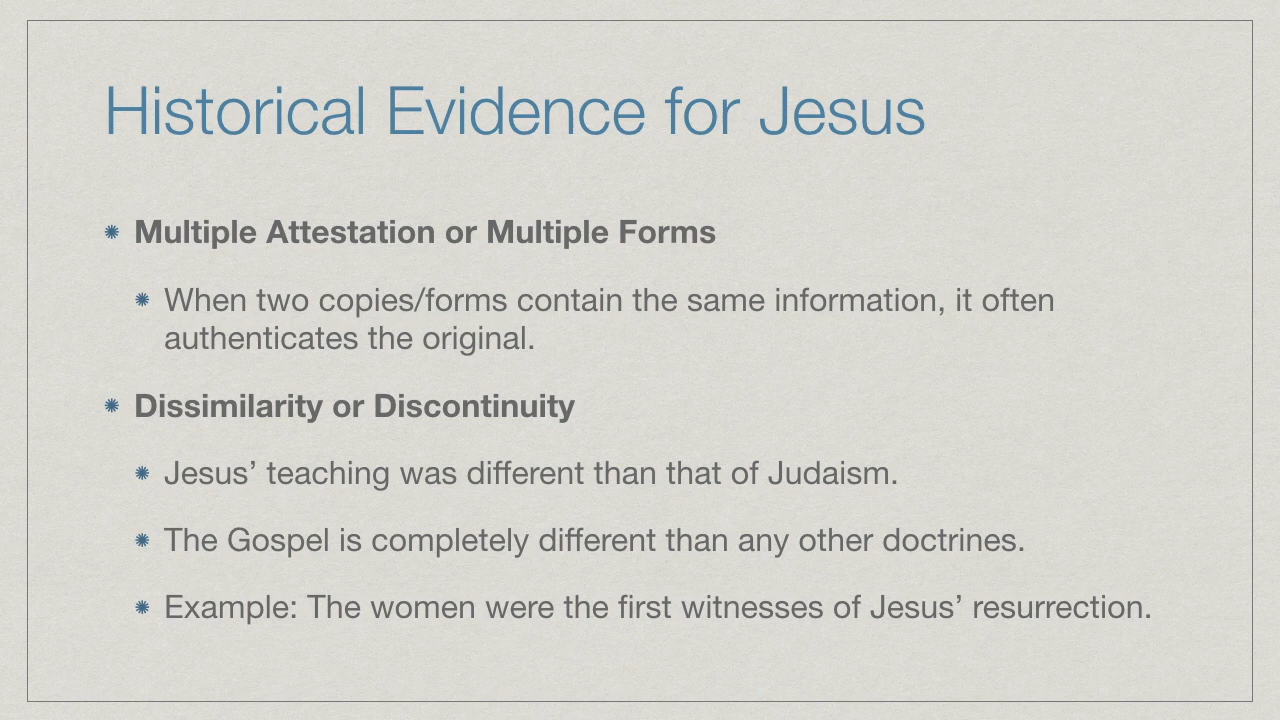 Historical Evidence for Jesus
Multiple Attestation or Multiple Forms
When two copies/forms contain the same information, it often
authenticates the original.
Dissimilarity or Discontinuity
Jesus’ teaching was different than that of Judaism.
The Gospel is completely different than any other doctrines.
Example: The women were the first witnesses of Jesus’ resurrection.